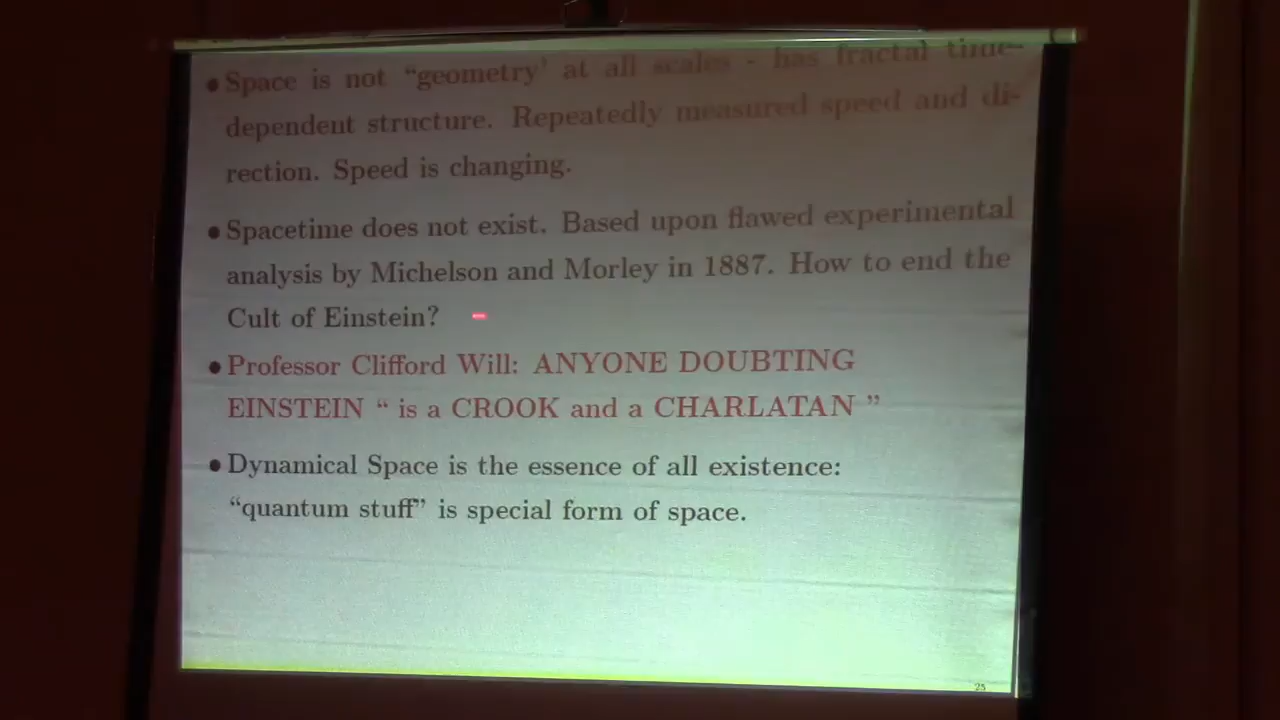 • Space is not “geometry' at all scales - has fractal time-
dependent structure. Repeatedly measured speed and di-
rection. Speed is changing.
• Spacetime does not exist. Based upon flawed experimental
analysis by Michelson and Morley in 1887. How to end the
Cult of Einstein?
• Professor Clifford Will: ANYONE DOUBTING
EINSTEIN “ is a CROOK and a CHARLATAN ”
• Dynamical Space is the essence of all existence:
“quantum stuff” is special form of space.
25